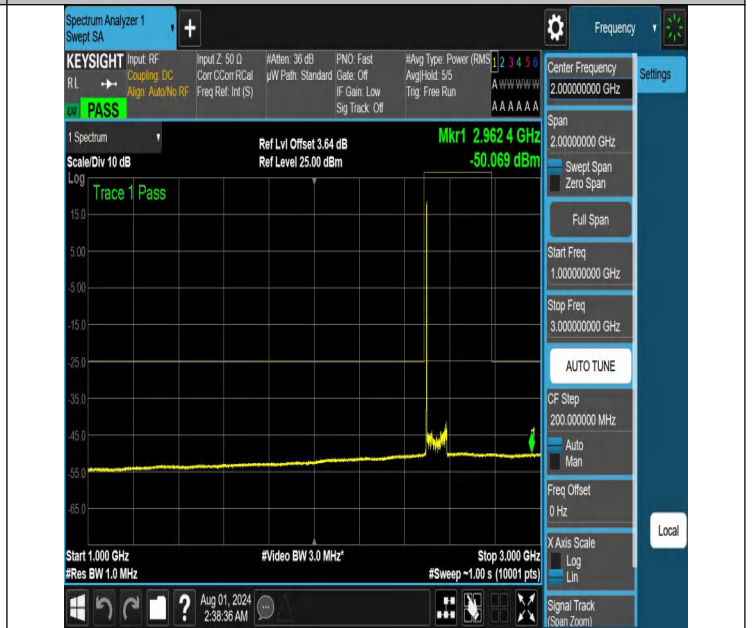 Spectrum Analyzer 1
Swept SA
+
Frequency
KEYSIGHT
RL
LXI
PASS
Input: RF
Coupling: DC
Align: Auto/No RF
Input Z: 50 Ω
Corr CCorr RCal
Freq Ref: Int (S)
#Atten: 36 dB
µW Path: Standard
PNO: Fast
Gate: Off
IF Gain: Low
Sig Track: Off
#Avg Type: Power (RMS
Avg|Hold: 5/5
Trig: Free Run
1 2 3 4 5 6
A W W W W W
A A A A A A
1 Spectrum
Scale/Div 10 dB
Ref Lvl Offset 3.64 dB
Ref Level 25.00 dBm
Mkr1 2.962 4 GHz
-50.069 dBm
Log
Trace 1 Pass
15.0
5.00
-5.00
-15.0
-25.0
-35.0
-45.0
-55.0
-65.0
Start 1.000 GHz
#Res BW 1.0 MHz
#Video BW 3.0 MHz*
Stop 3.000 GHz
#Sweep ~1.00 s (10001 pts)
Center Frequency
2.000000000 GHz
Settings
Span
2.00000000 GHz
Swept Span
Zero Span
Full Span
Start Freq
1.000000000 GHz
Stop Freq
3.000000000 GHz
AUTO TUNE
CF Step
200.000000 MHz
Auto
Man
Freq Offset
0 Hz
X Axis Scale
Log
Lin
Local
Signal Track
(Span Zoom)
?
Aug 01, 2024
2:38:36 AM